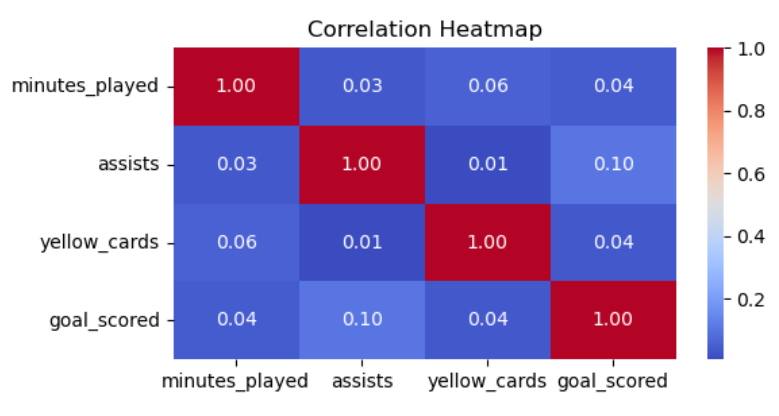 Correlation Heatmap
minutes_played 1.00 0.03 0.06 0.04
assists 0.03 1.00 0.01 0.10
yellow_cards 0.06 0.01 1.00 0.04
goal_scored 0.04 0.10 0.04 1.00
minutes_played assists yellow_cards goal_scored
1.0
0.8
0.6
0.4
0.2